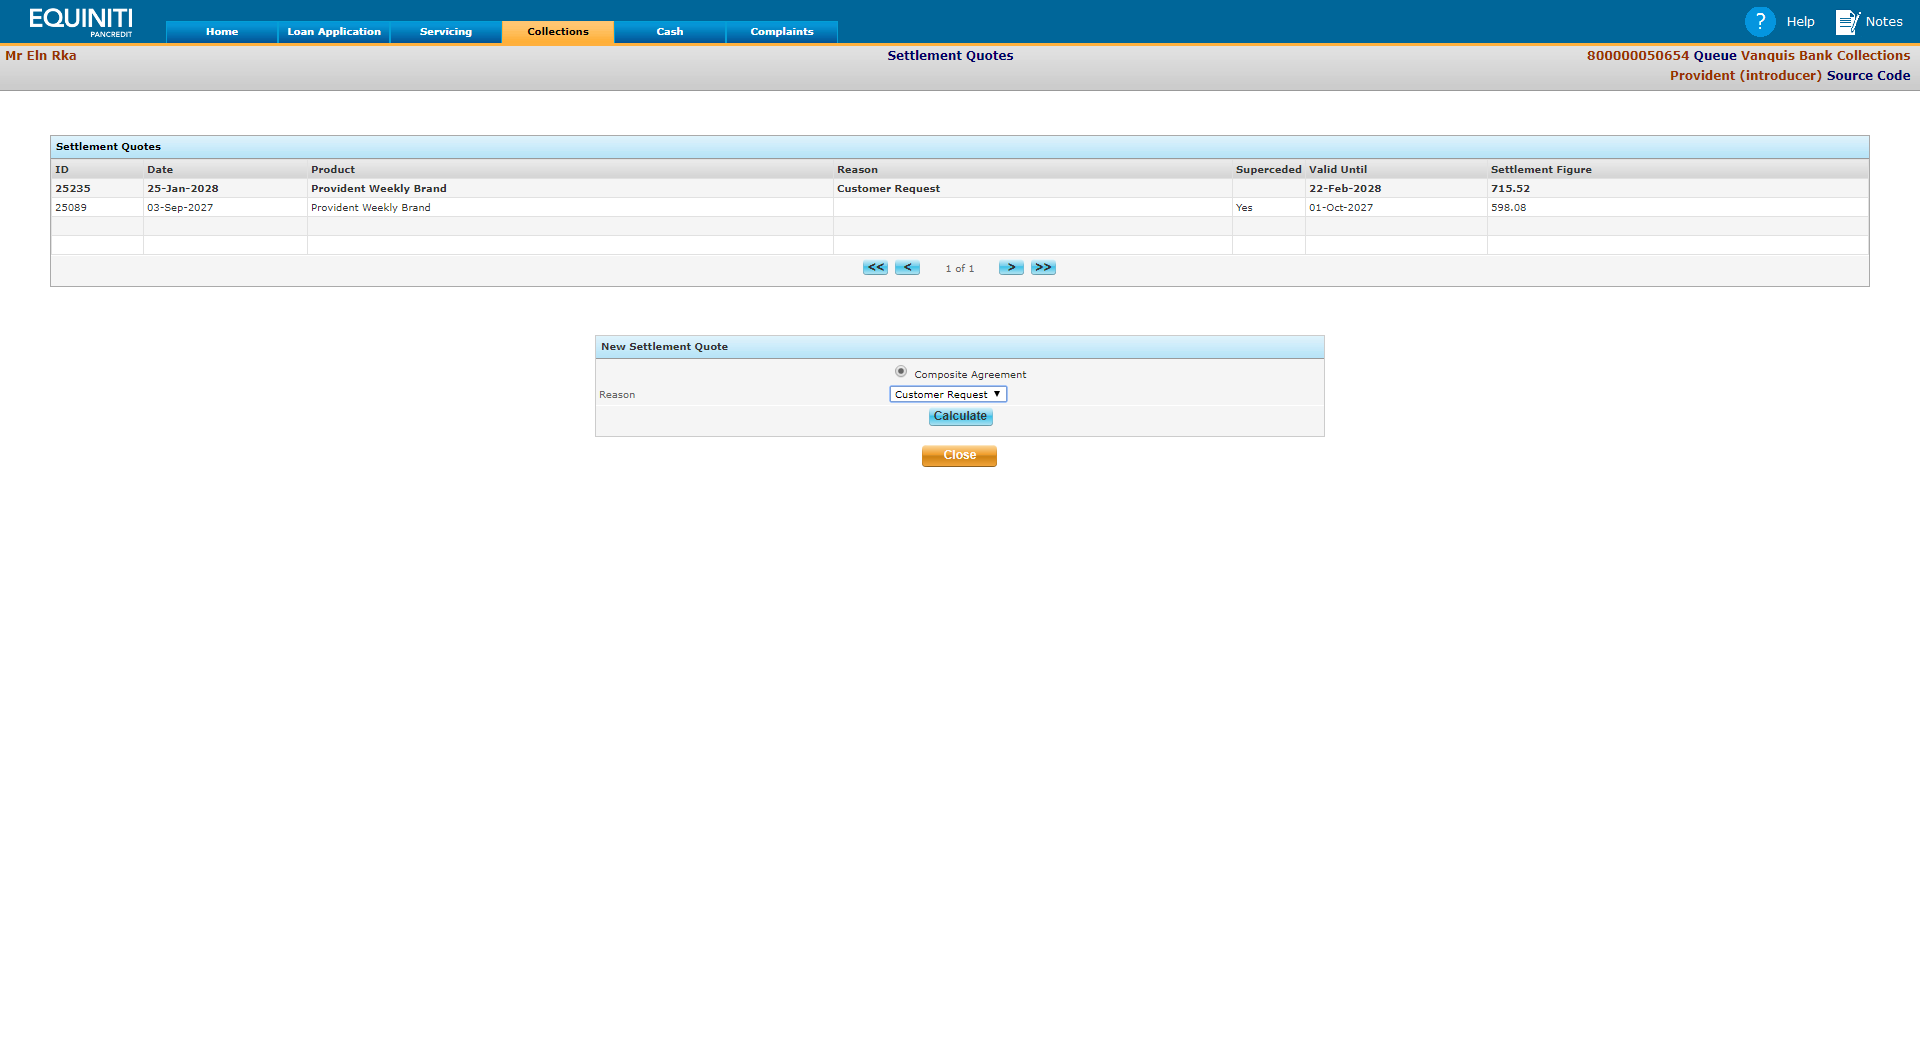 EQUINITI
PANCREDIT
Home Loan Application Servicing Collections Cash Complaints
? Help Notes
Mr Eln Rka Settlement Quotes 800000050654 Queue Vanquis Bank Collections
Provident (introducer) Source Code
Settlement Quotes
ID Date Product Reason Superceded Valid Until Settlement Figure
25235 25-Jan-2028 Provident Weekly Brand Customer Request 22-Feb-2028 715.52
25089 03-Sep-2027 Provident Weekly Brand Yes 01-Oct-2027 598.08
<< < 1 of 1 > >>
New Settlement Quote
Composite Agreement
Reason Customer Request
Calculate
Close